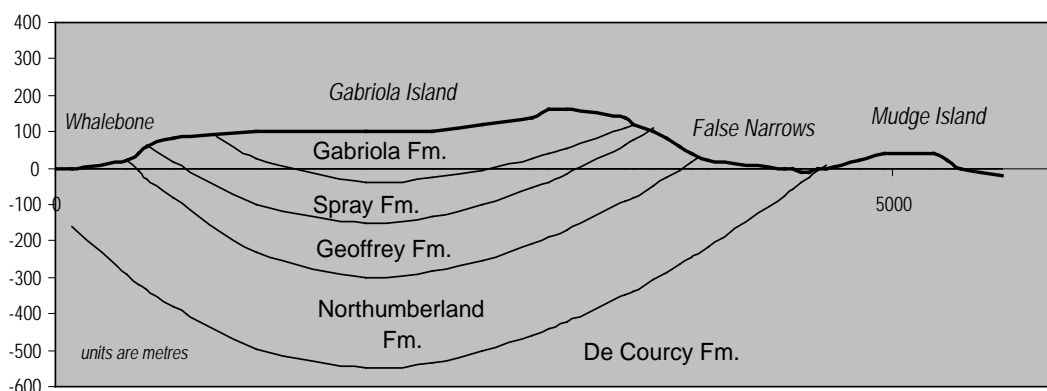 400
300
200
100
0
-100
-200
-300
-400
-500
-600
Gabriola Island
Whalebone
False Narrows
Mudge Island
Gabriola Fm.
0
5000
Spray Fm.
Geoffrey Fm.
Northumberland
Fm.
units are metres
De Courcy Fm.